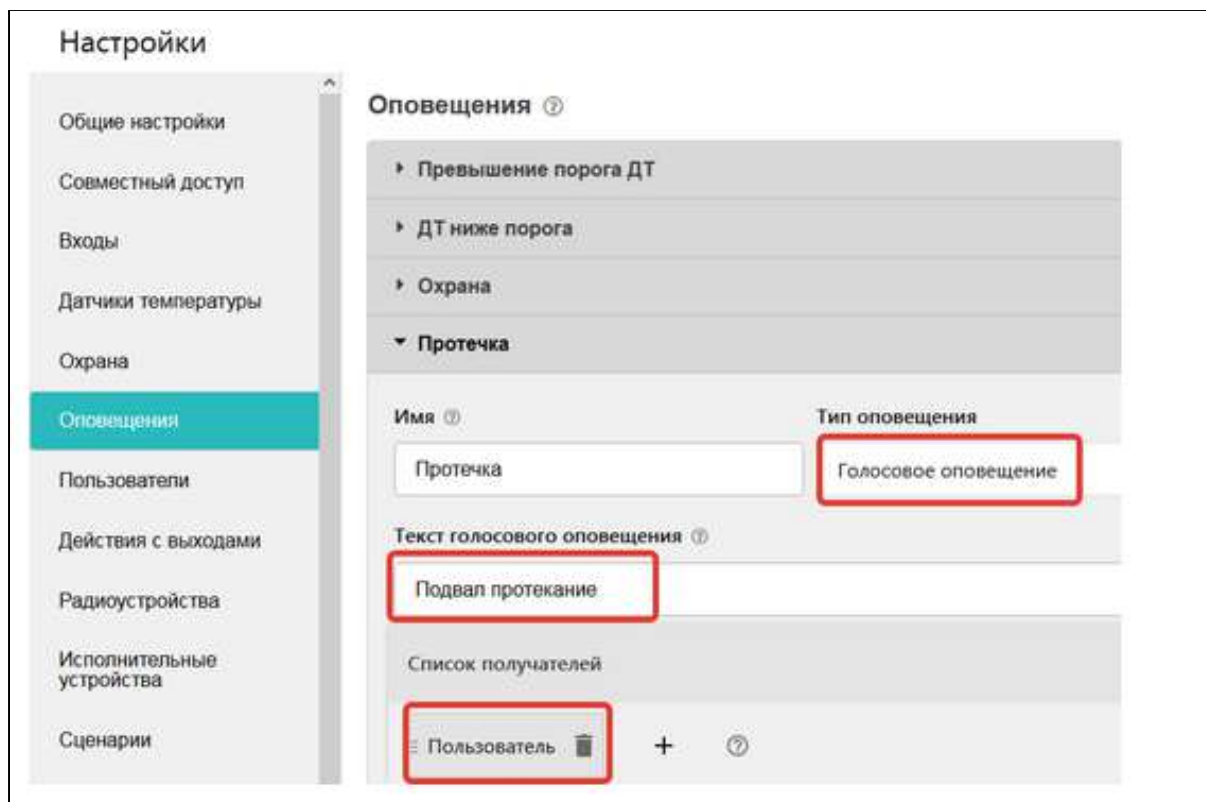 Настройки
Общие настройки
Совместный доступ
Входы
Датчики температуры
Охрана
Оповещения
Пользователи
Действия с выходами
Радиоустройства
Исполнительные
устройства
Сценарии
Оповещения
Превышение порога ДТ
ДТ ниже порога
Охрана
Протечка
Имя
Тип оповещения
Протечка
Голосовое оповещение
Текст голосового оповещения
Подвал протекание
Список получателей
Пользователь +